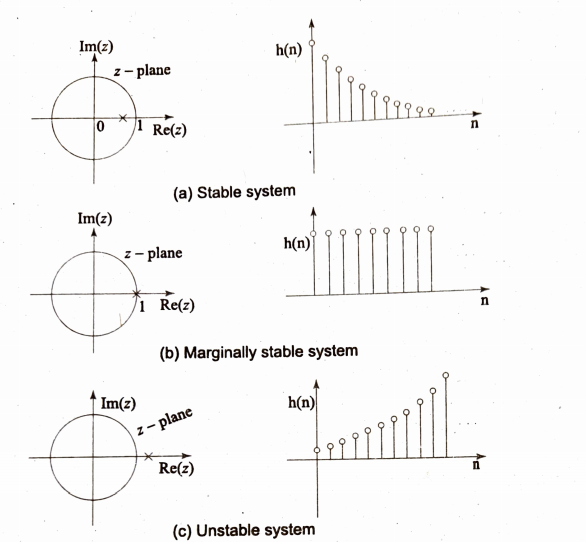 Im(z)
z – plane
0
1
Re(z)
h(n)
n
(a) Stable system
Im(z)
z – plane
1
Re(z)
h(n)
n
(b) Marginally stable system
Im(z)
z – plane
Re(z)
h(n)
n
(c) Unstable system